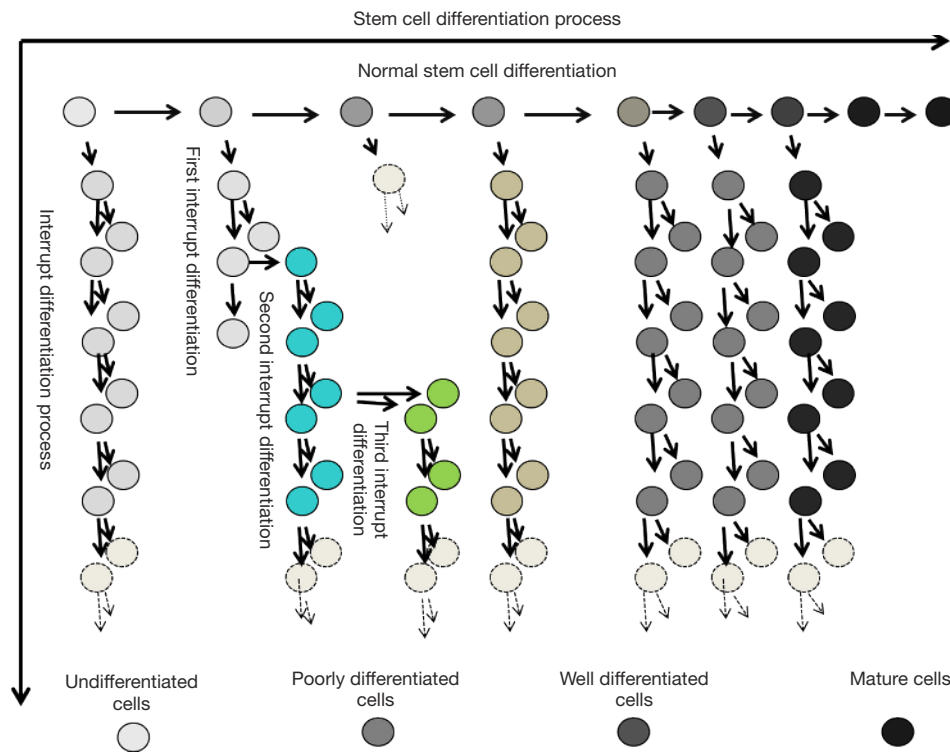 Stem cell differentiation process
Normal stem cell differentiation
Interrupt differentiation process
First interrupt differentiation
Second interrupt differentiation
Third interrupt
differentiation
Undifferentiated
cells
Poorly differentiated
cells
Well differentiated
cells
Mature cells